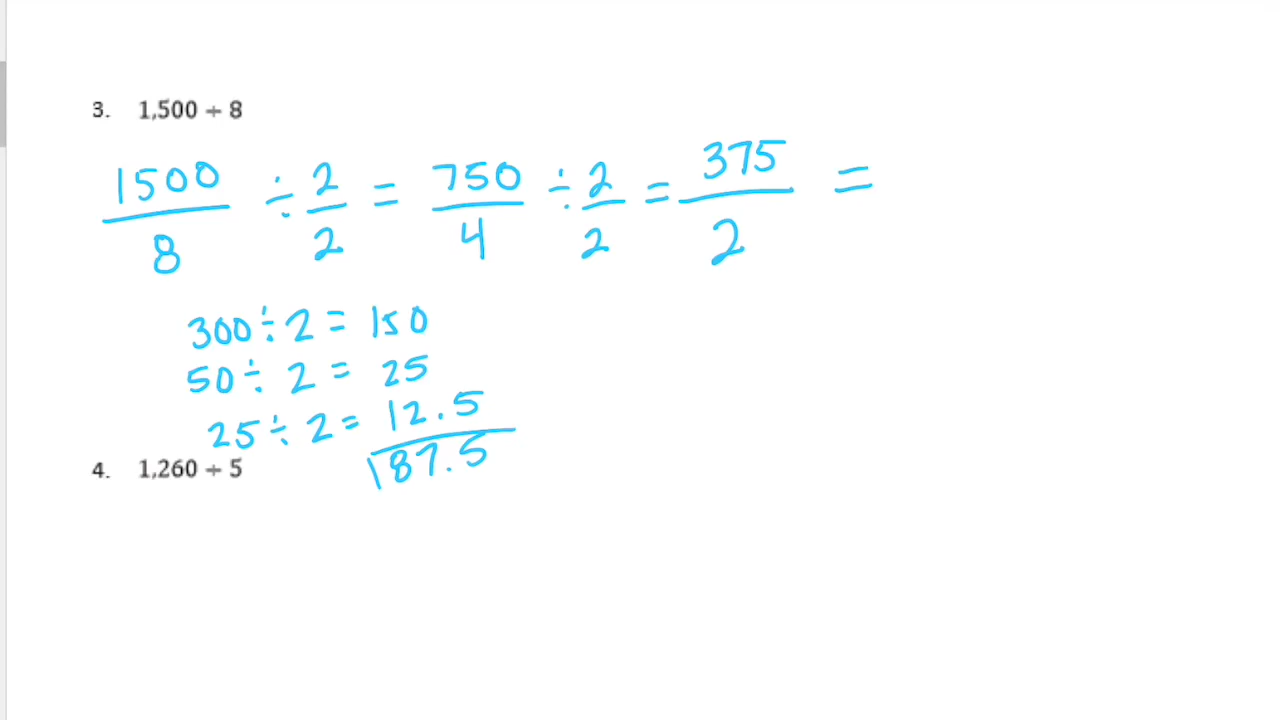 3. 1,500 ÷ 8
1500/8 ÷ 2/2 = 750/4 ÷ 2/2 = 375/2 =
300 ÷ 2 = 150
50 ÷ 2 = 25
25 ÷ 2 = 12.5
187.5
4. 1,260 ÷ 5